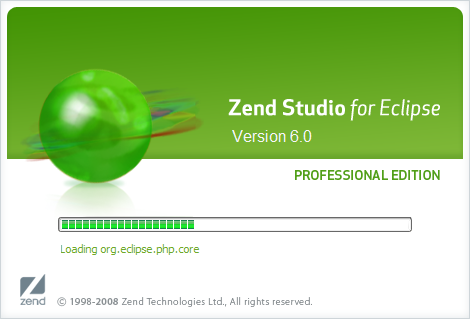 Zend Studio for Eclipse
Version 6.0
PROFESSIONAL EDITION
Loading org.eclipse.php.core
zend
© 1998-2008 Zend Technologies Ltd., All rights reserved.